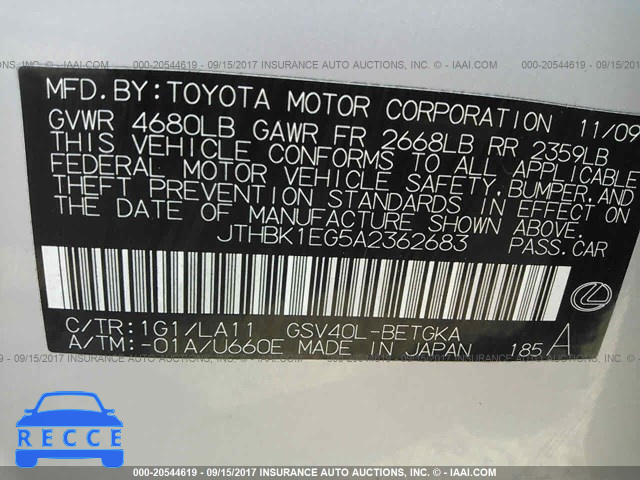 000-20544619 - 09/15/2017 - INSURANCE AUTO AUCTIONS, INC. - © - IAAI.COM
MFD. BY: TOYOTA MOTOR CORPORATION 11/09
GVWR 4680LB GAWR FR 2668LB RR 2359LB
THIS VEHICLE CONFORMS TO ALL APPLICABLE
FEDERAL MOTOR VEHICLE SAFETY, BUMPER, AND
THEFT PREVENTION STANDARDS IN EFFECT ON
THE DATE OF MANUFACTURE SHOWN ABOVE.
JTHBK1EG5A2362683 PASS. CAR
C/TR: 1G1/LA11 GSV40L-BETGKA
A/TM: -01A/U660E MADE IN JAPAN 185 A
RECCE
000-20544619 - 09/15/2017 - INSURANCE AUTO AUCTIONS, INC. - © - IAAI.COM